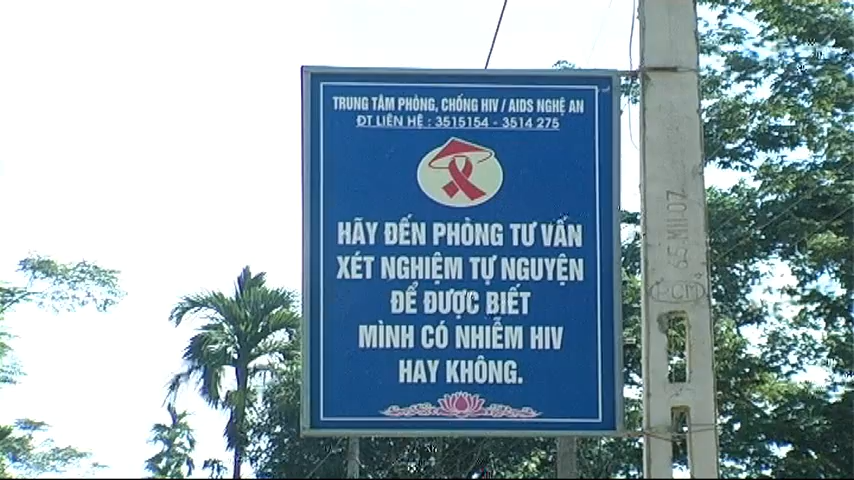 TRUNG TÂM PHÒNG, CHỐNG HIV / AIDS NGHỆ AN
ĐT LIÊN HỆ : 3515154 - 3514 275
HÃY ĐẾN PHÒNG TƯ VẤN
XÉT NGHIỆM TỰ NGUYỆN
ĐỂ ĐƯỢC BIẾT
MÌNH CÓ NHIỄM HIV
HAY KHÔNG.